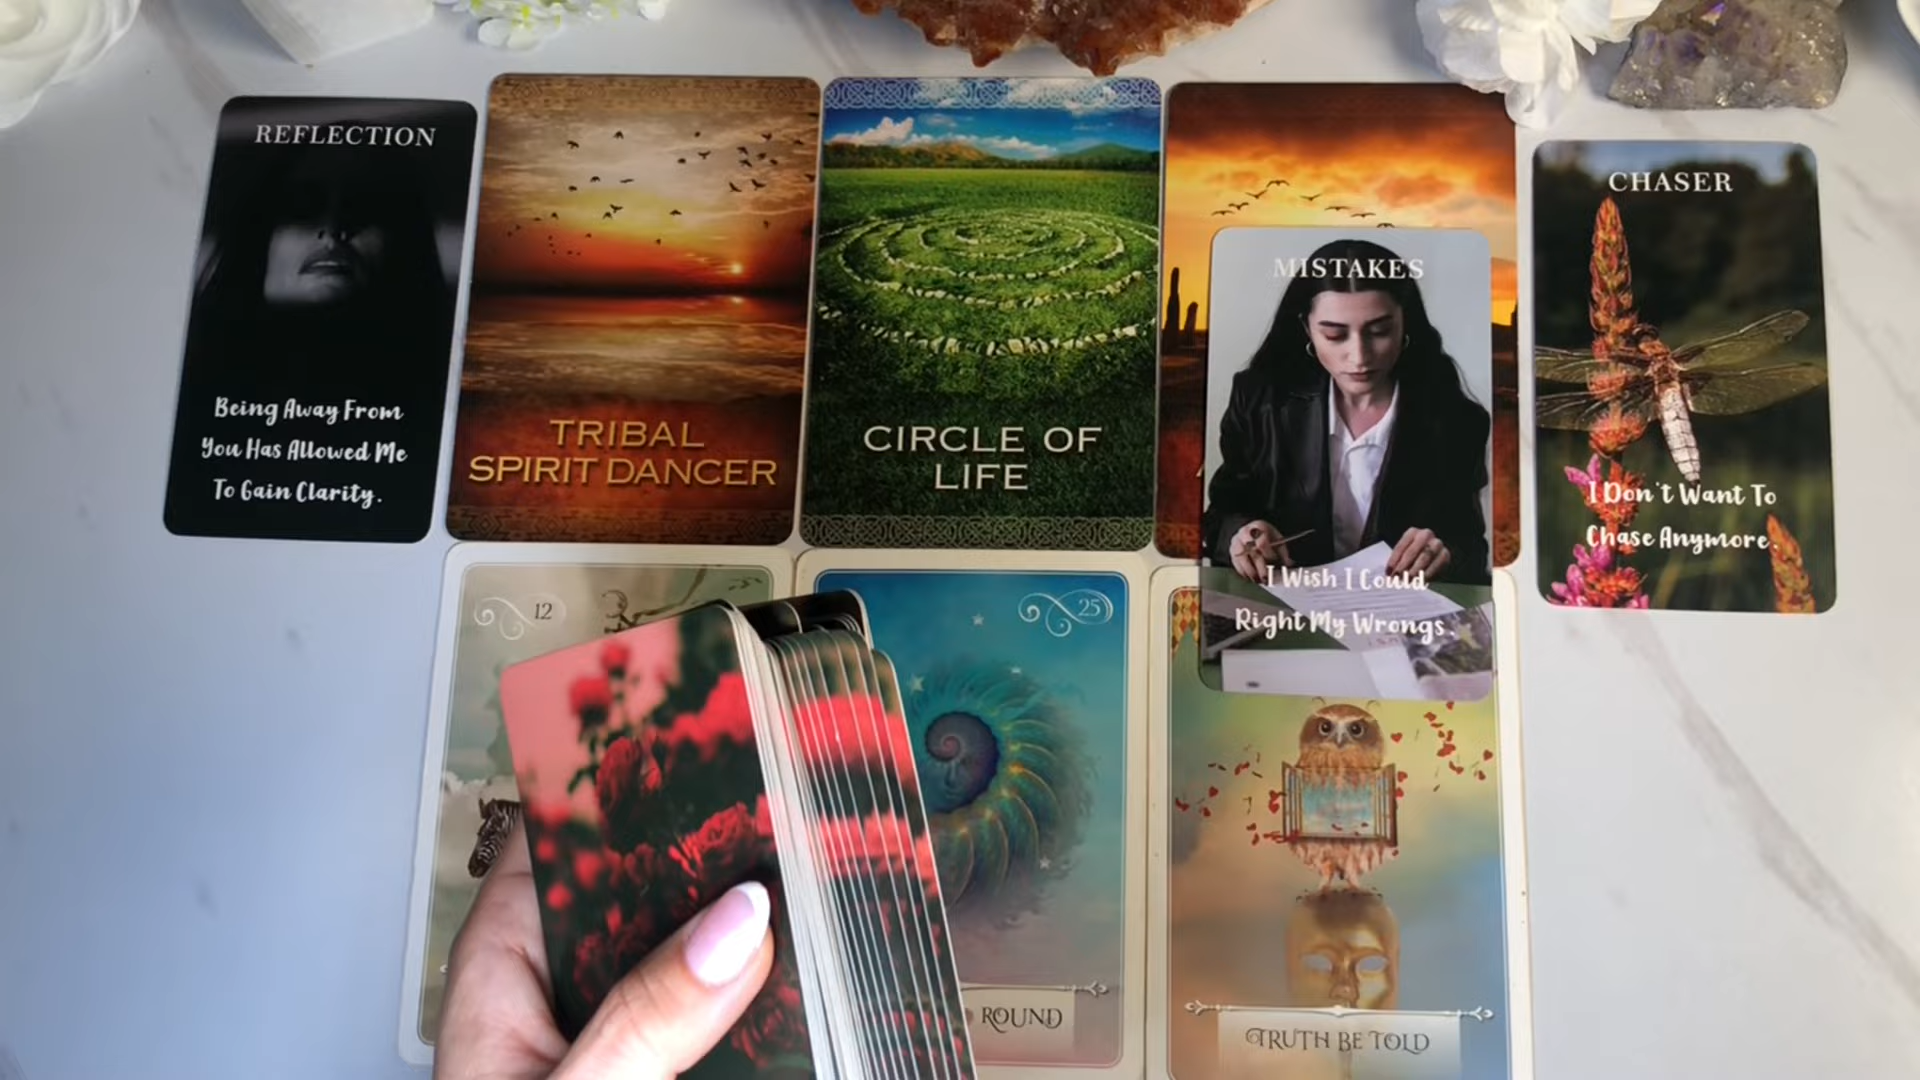 REFLECTION
Being Away From
You Has Allowed Me
To Gain Clarity.
TRIBAL
SPIRIT DANCER
CIRCLE OF
LIFE
MISTAKES
I Wish I Could
Right My Wrongs.
CHASER
I Don't Want To
Chase Anymore.
12
25
ROUND
TRUTH BE TOLD